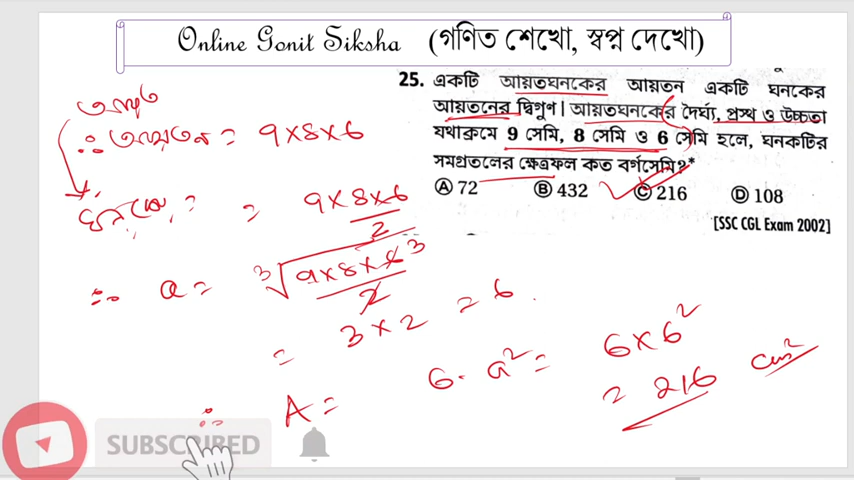 Online Gonit Siksha (গণিত শেখো, স্বপ্ন দেখো)
25. একটি আয়তঘনকের আয়তন একটি ঘনকের
আয়তনের দ্বিগুণ। আয়তঘনকের দৈর্ঘ্য, প্রস্থ ও উচ্চতা
যথাক্রমে 9 সেমি, 8 সেমি ও 6 সেমি হলে, ঘনকটির
সমগ্রতলের ক্ষেত্রফল কত বর্গসেমি?*
Ⓐ 72 Ⓑ 432 Ⓒ 216 Ⓓ 108
[SSC CGL Exam 2002]
∴ আয়তন = 9×8×6
= 9×8×6/2
∴ a = ∛9×8×6 3/2
= 3×2 = 6
∴ A = 6·a² = 6×6²
= 216 cm²
SUBSCRIBED